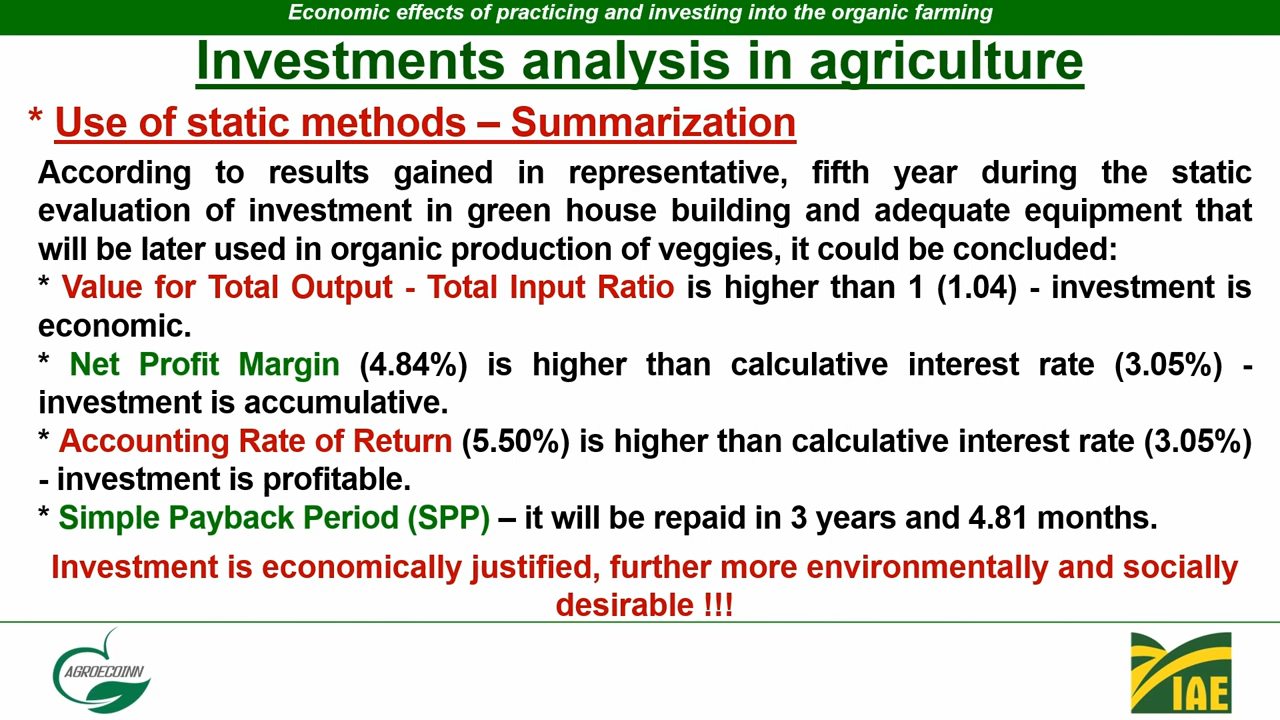 Economic effects of practicing and investing into the organic farming
Investments analysis in agriculture
* Use of static methods – Summarization
According to results gained in representative, fifth year during the static
evaluation of investment in green house building and adequate equipment that
will be later used in organic production of veggies, it could be concluded:
* Value for Total Output - Total Input Ratio is higher than 1 (1.04) - investment is
economic.
* Net Profit Margin (4.84%) is higher than calculative interest rate (3.05%) -
investment is accumulative.
* Accounting Rate of Return (5.50%) is higher than calculative interest rate (3.05%)
- investment is profitable.
* Simple Payback Period (SPP) – it will be repaid in 3 years and 4.81 months.
Investment is economically justified, further more environmentally and socially
desirable !!!
AGROECOINN
IAE